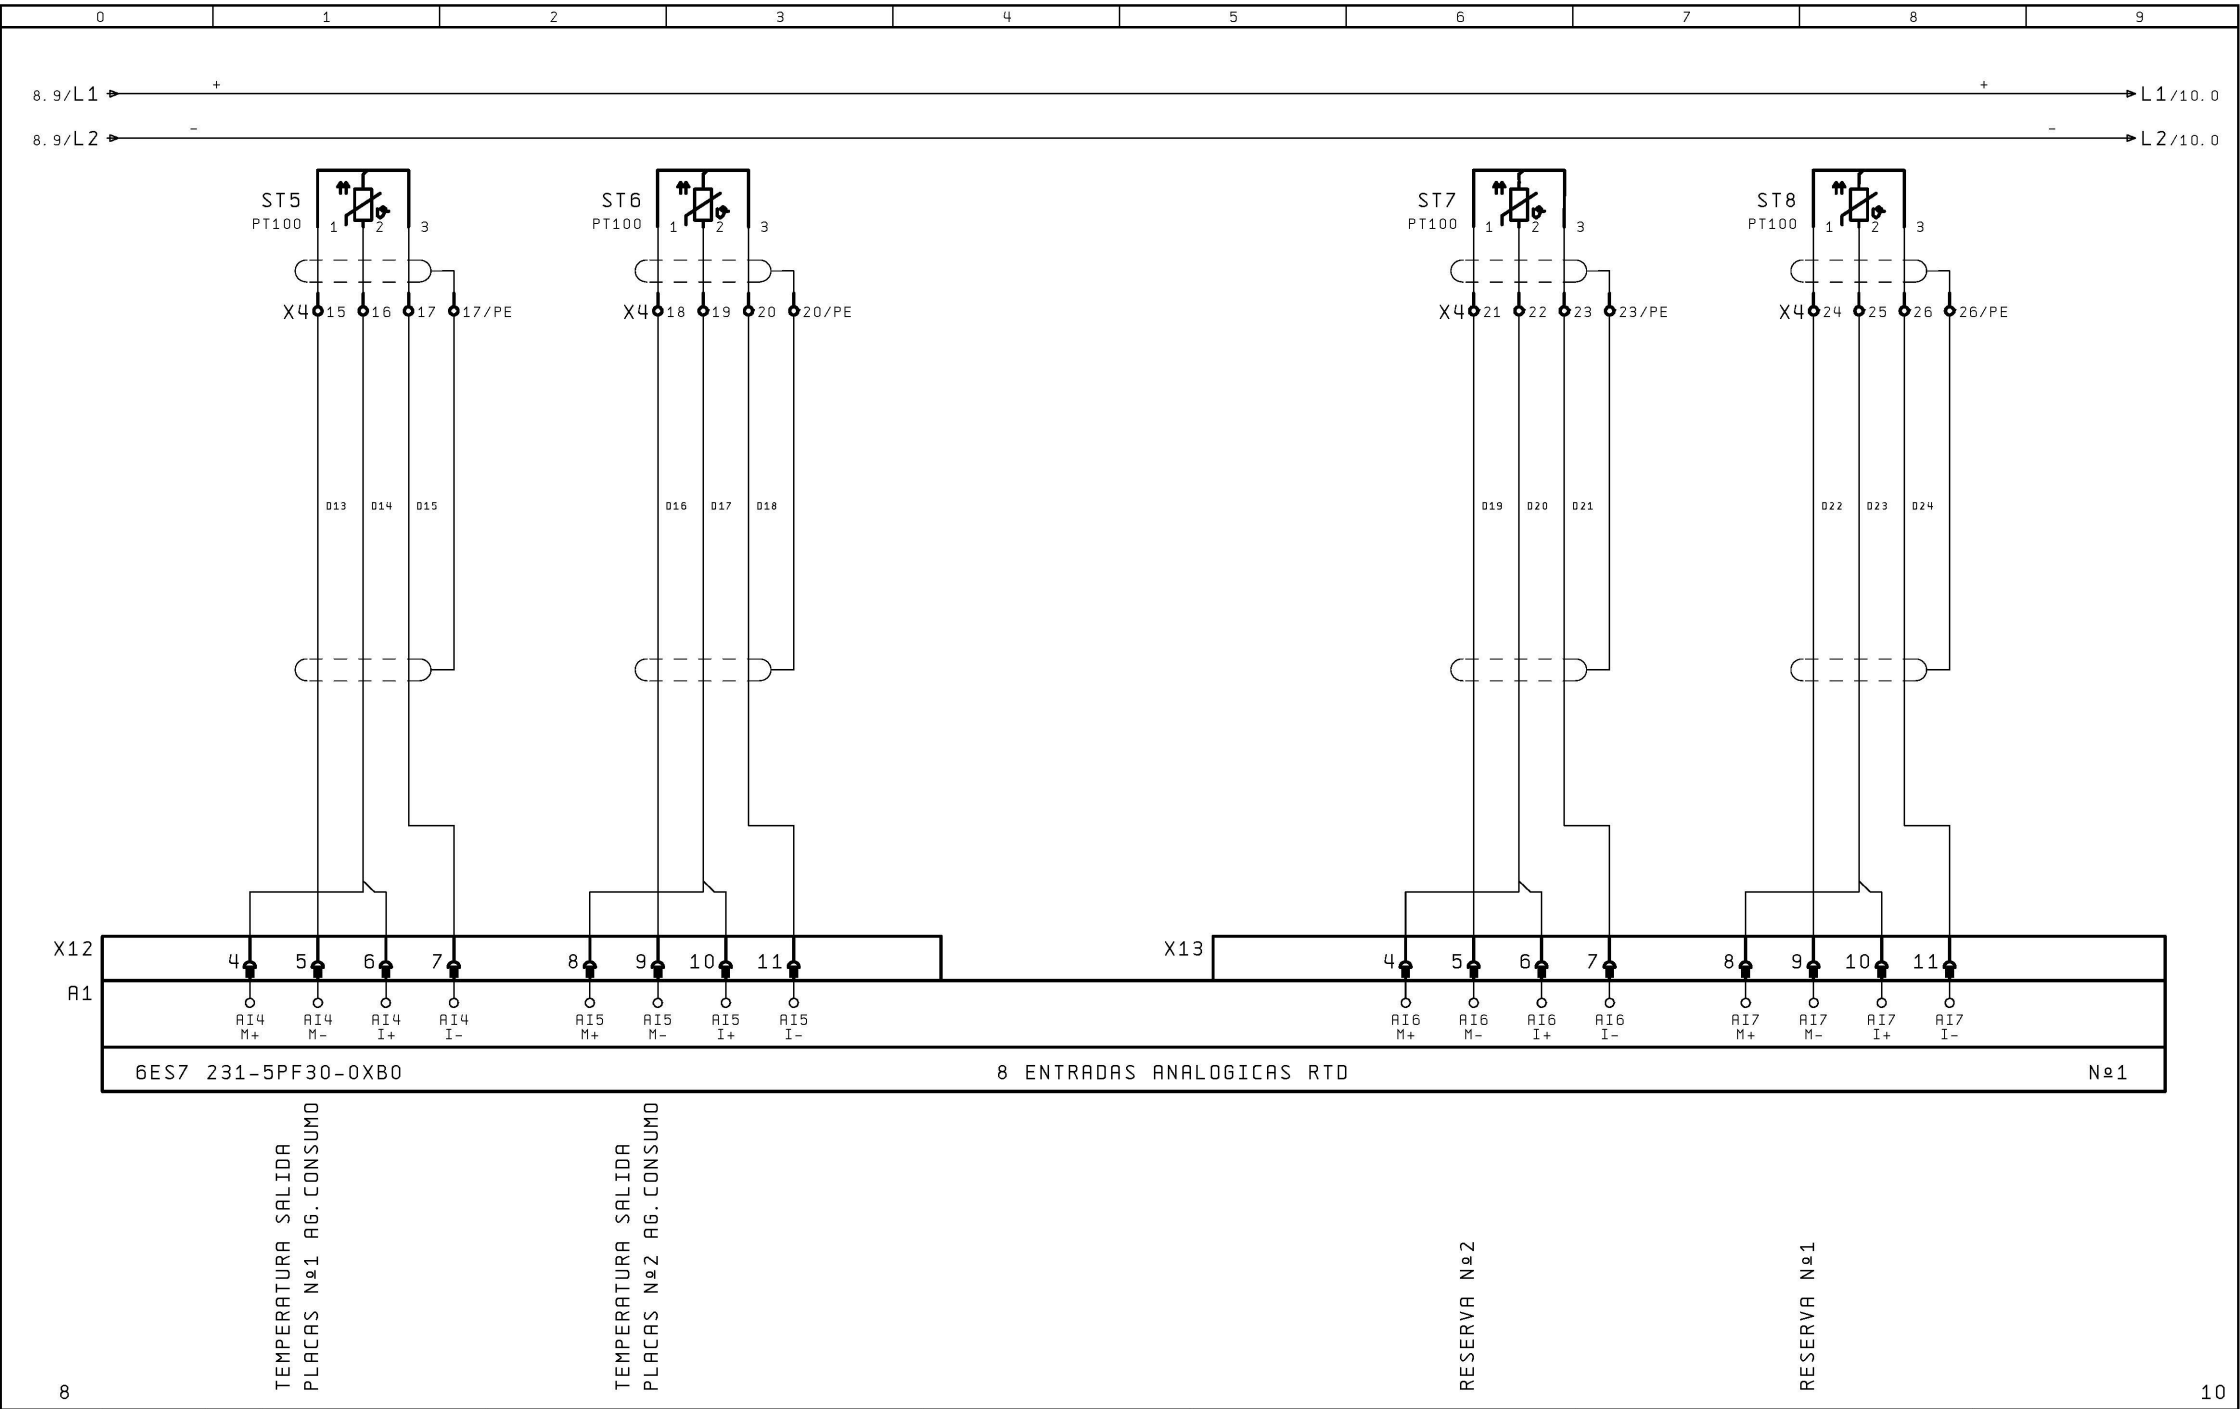 0 1 2 3 4 5 6 7 8 9
+ +
8.9/L1 L1/10.0
- -
8.9/L2 L2/10.0
ST5 ST6 ST7 ST8
PT100 1 2 3 PT100 1 2 3 PT100 1 2 3 PT100 1 2 3
X4 15 16 17 17/PE X4 18 19 20 20/PE X4 21 22 23 23/PE X4 24 25 26 26/PE
D13 D14 D15 D16 D17 D18 D19 D20 D21 D22 D23 D24
X12 4 5 6 7 8 9 10 11 X13 4 5 6 7 8 9 10 11
A1
AI4 AI4 AI4 AI4 AI5 AI5 AI5 AI5 AI6 AI6 AI6 AI6 AI7 AI7 AI7 AI7
M+ M- I+ I- M+ M- I+ I- M+ M- I+ I- M+ M- I+ I-
6ES7 231-5PF30-0XB0 8 ENTRADAS ANALOGICAS RTD Nº1
TEMPERATURA SALIDA
PLACAS Nº1 AG.CONSUMO
TEMPERATURA SALIDA
PLACAS Nº2 AG.CONSUMO
RESERVA Nº2
RESERVA Nº1
8 10